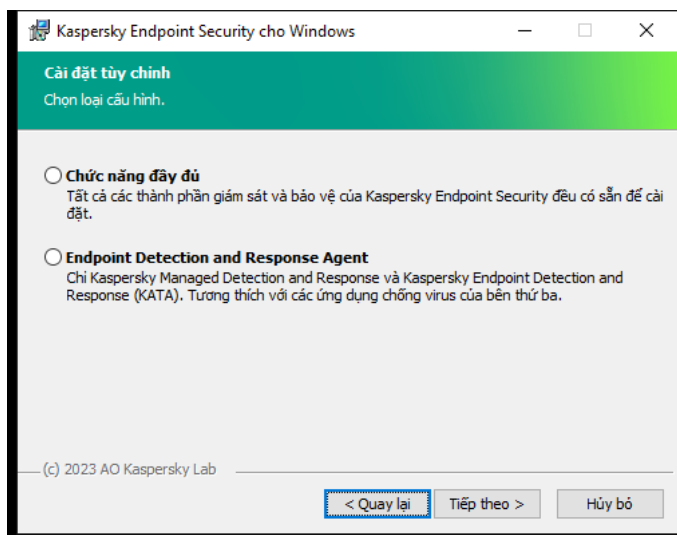 Kaspersky Endpoint Security cho Windows
Cài đặt tùy chỉnh
Chọn loại cấu hình.
Chức năng đầy đủ
Tất cả các thành phần giám sát và bảo vệ của Kaspersky Endpoint Security đều có sẵn để cài
đặt.
Endpoint Detection and Response Agent
Chỉ Kaspersky Managed Detection and Response và Kaspersky Endpoint Detection and
Response (KATA). Tương thích với các ứng dụng chống virus của bên thứ ba.
(c) 2023 AO Kaspersky Lab
< Quay lại Tiếp theo > Hủy bỏ